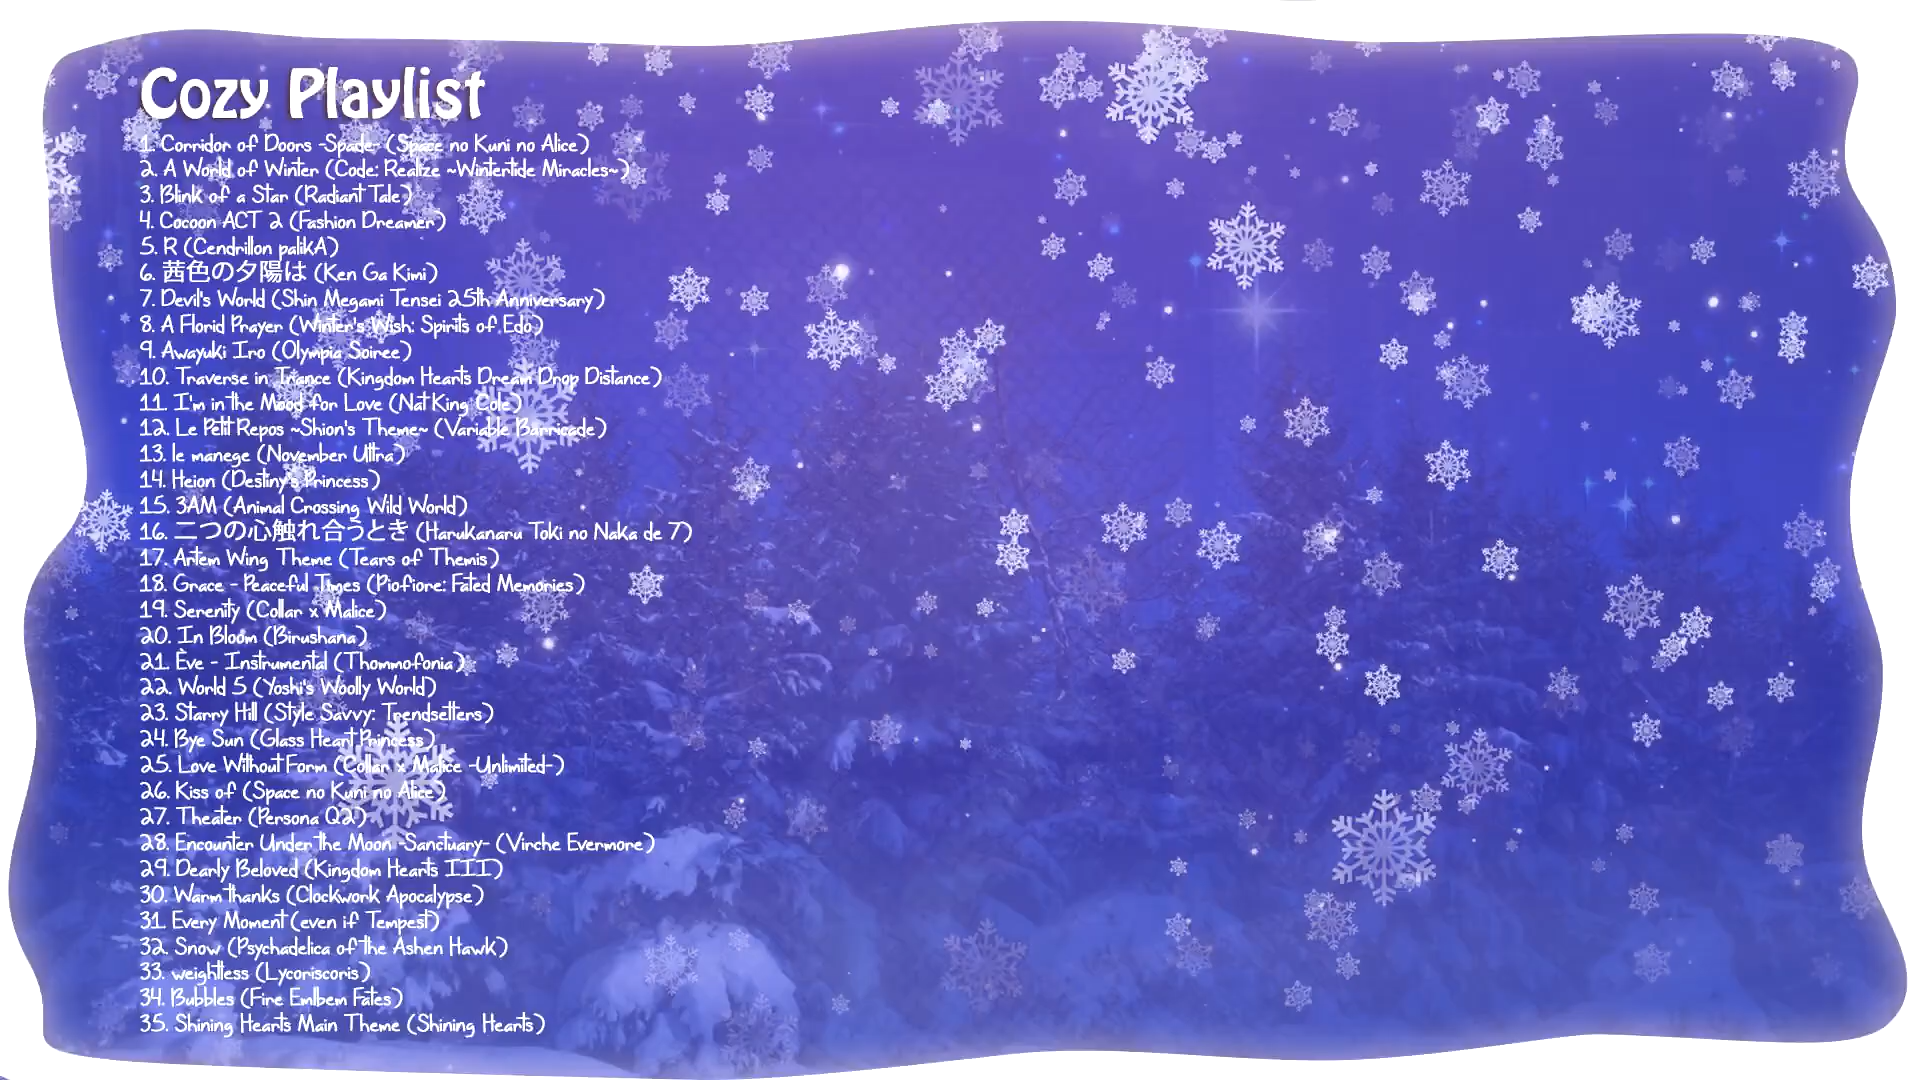 Cozy Playlist
1. Corridor of Doors -Spade- (Space no Kuni no Alice)
2. A World of Winter (Code: Realize ~Wintertide Miracles~)
3. Blink of a Star (Radiant Tale)
4. Cocoon ACT 2 (Fashion Dreamer)
5. R (Cendrillon palikA)
6. 茜色の夕陽は (Ken Ga Kimi)
7. Devil's World (Shin Megami Tensei 25th Anniversary)
8. A Florid Prayer (Winter's Wish: Spirits of Edo)
9. Awayuki Iro (Olympia Soiree)
10. Traverse in Trance (Kingdom Hearts Dream Drop Distance)
11. I'm in the Mood for Love (Nat King Cole)
12. Le Petit Repos ~Shion's Theme~ (Variable Barricade)
13. le manege (November Ultra)
14. Heion (Destiny's Princess)
15. 3AM (Animal Crossing Wild World)
16. 二つの心触れ合うとき (Harukanaru Toki no Naka de 7)
17. Artem Wing Theme (Tears of Themis)
18. Grace - Peaceful Times (Piofiore: Fated Memories)
19. Serenity (Collar x Malice)
20. In Bloom (Birushana)
21. Ève - Instrumental (Thommofonia)
22. World 5 (Yoshi's Woolly World)
23. Starry Hill (Style Savvy: Trendsetters)
24. Bye Sun (Glass Heart Princess)
25. Love Without Form (Collar x Malice -Unlimited-)
26. Kiss of (Space no Kuni no Alice)
27. Theater (Persona Q2)
28. Encounter Under the Moon -Sanctuary- (Virche Evermore)
29. Dearly Beloved (Kingdom Hearts III)
30. Warm thanks (Clockwork Apocalypse)
31. Every Moment (even if Tempest)
32. Snow (Psychadelica of the Ashen Hawk)
33. weightless (Lycoriscoris)
34. Bubbles (Fire Emlbem Fates)
35. Shining Hearts Main Theme (Shining Hearts)